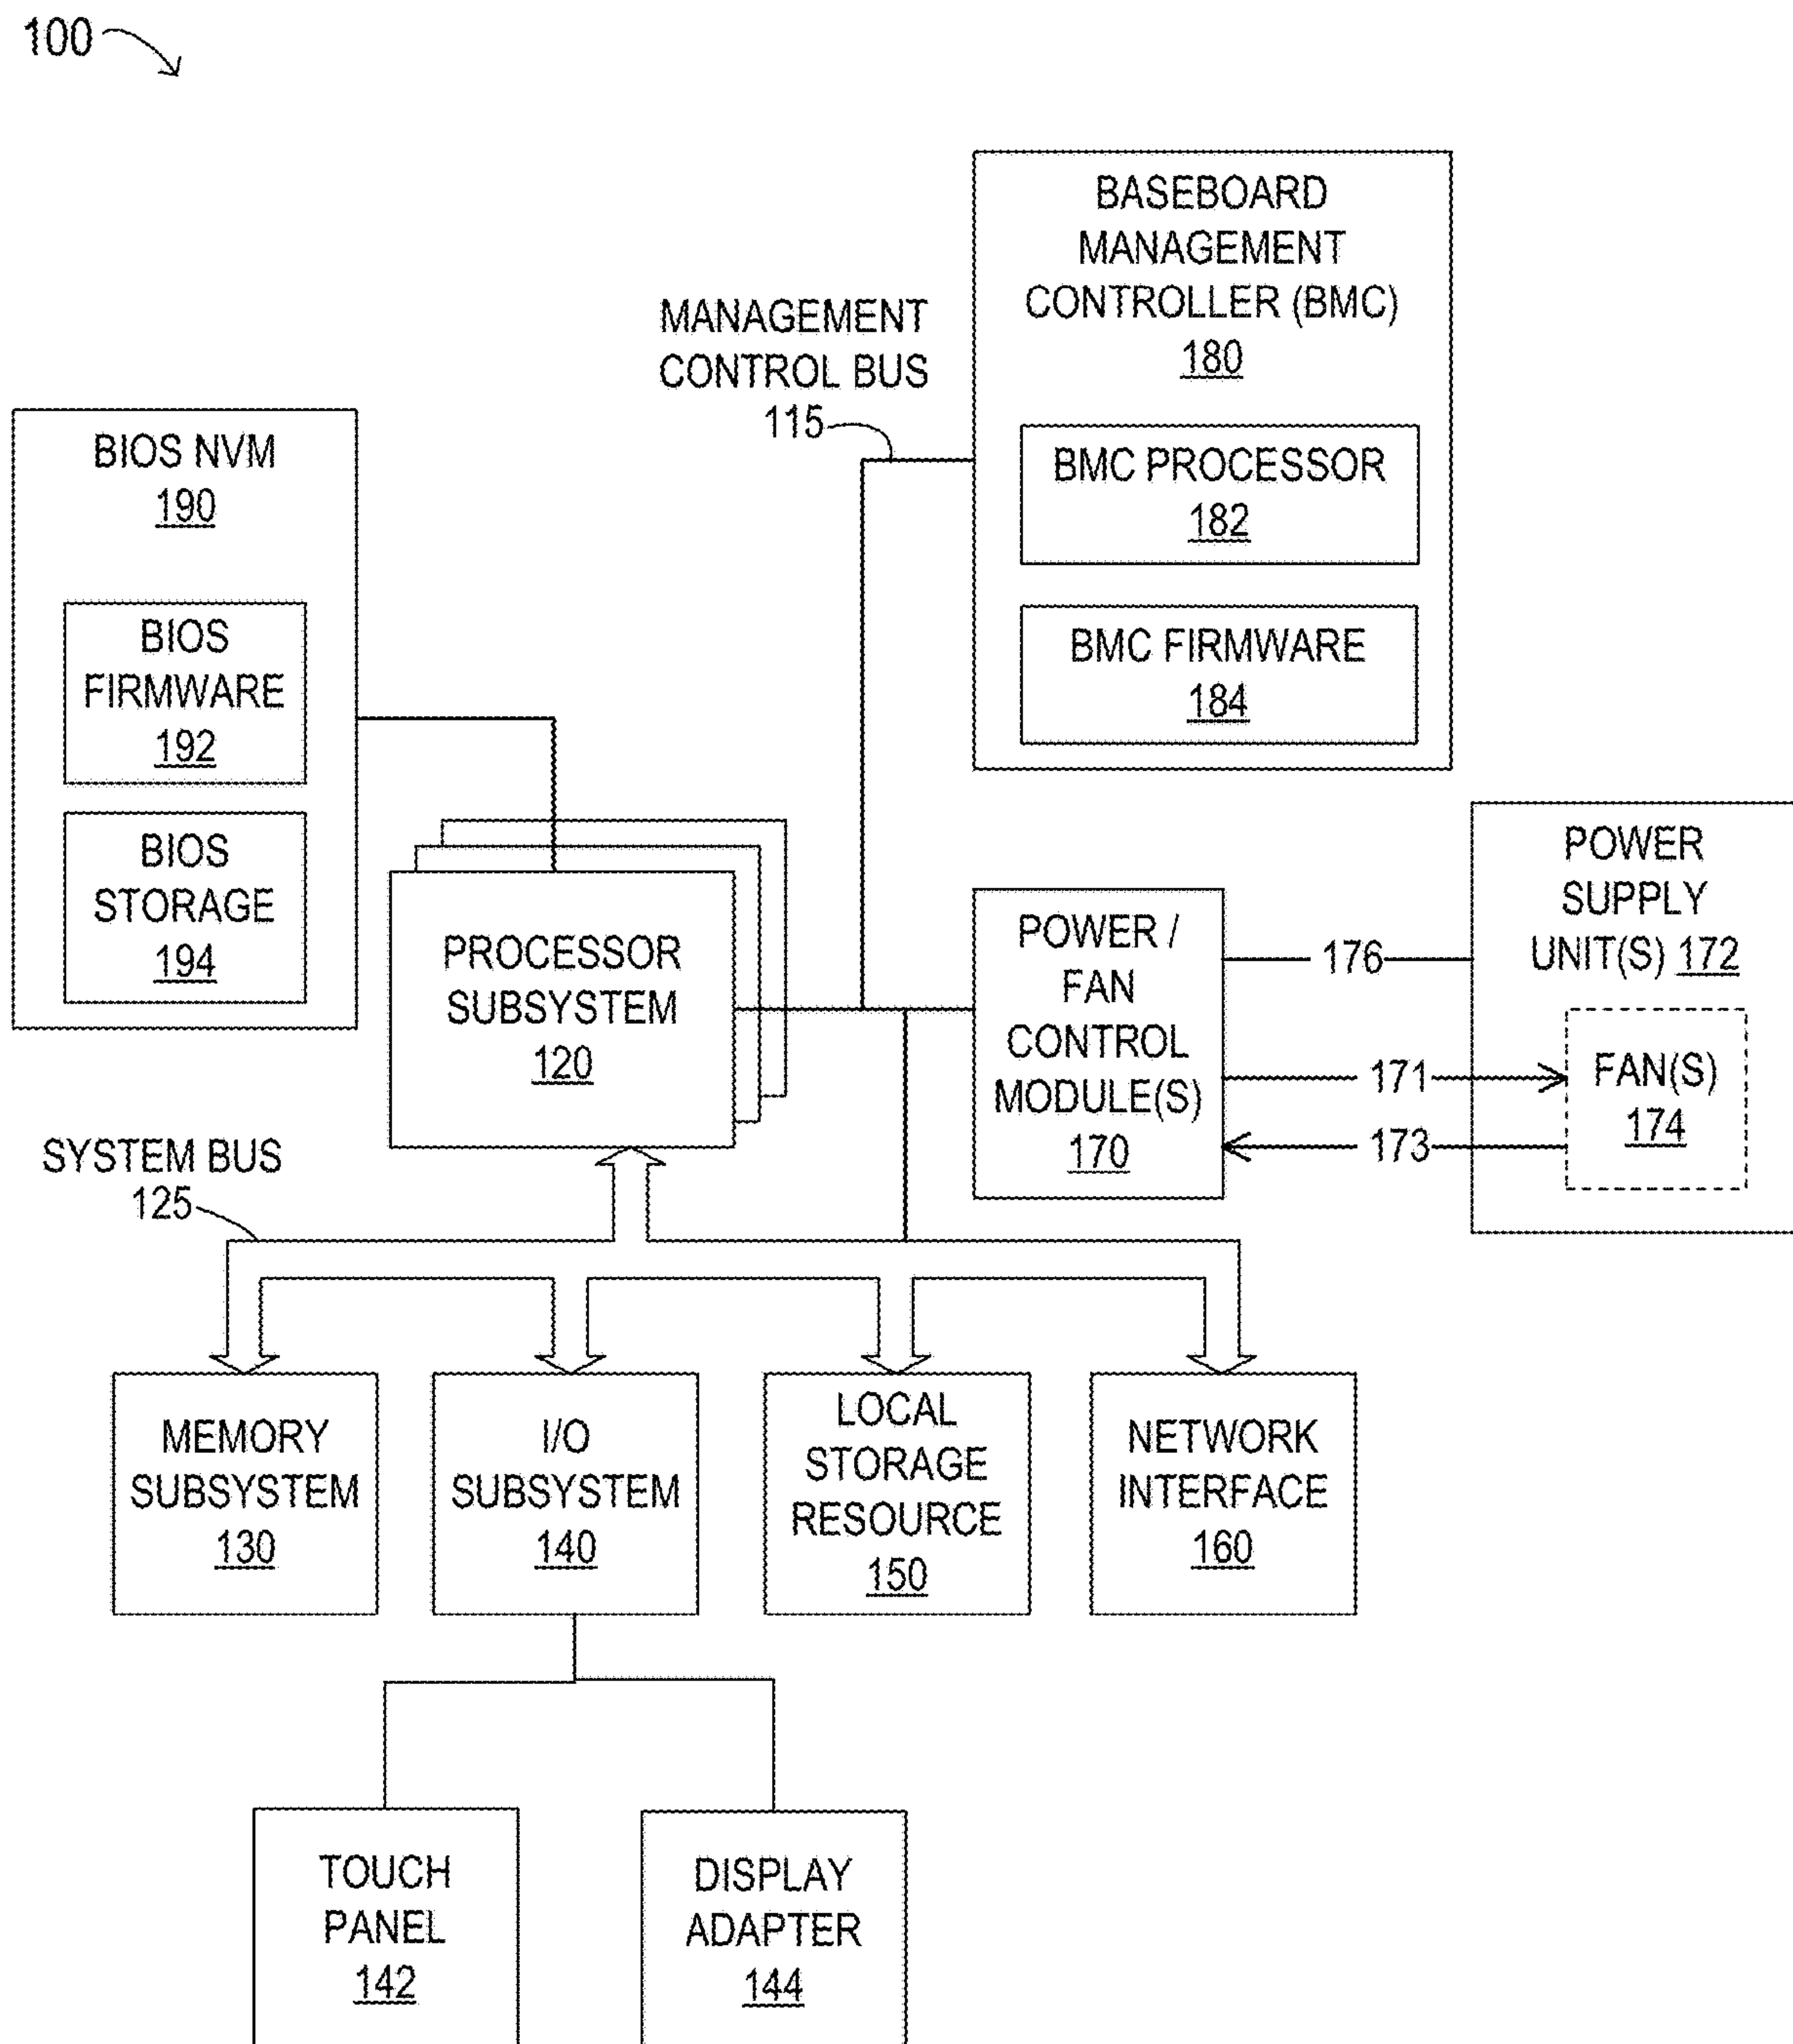 100
BASEBOARD
MANAGEMENT
CONTROLLER (BMC)
180
BMC PROCESSOR
182
BMC FIRMWARE
184
MANAGEMENT
CONTROL BUS
115
BIOS NVM
190
BIOS
FIRMWARE
192
BIOS
STORAGE
194
PROCESSOR
SUBSYSTEM
120
POWER /
FAN
CONTROL
MODULE(S)
170
176
171
173
POWER
SUPPLY
UNIT(S) 172
FAN(S)
174
SYSTEM BUS
125
MEMORY
SUBSYSTEM
130
I/O
SUBSYSTEM
140
LOCAL
STORAGE
RESOURCE
150
NETWORK
INTERFACE
160
TOUCH
PANEL
142
DISPLAY
ADAPTER
144